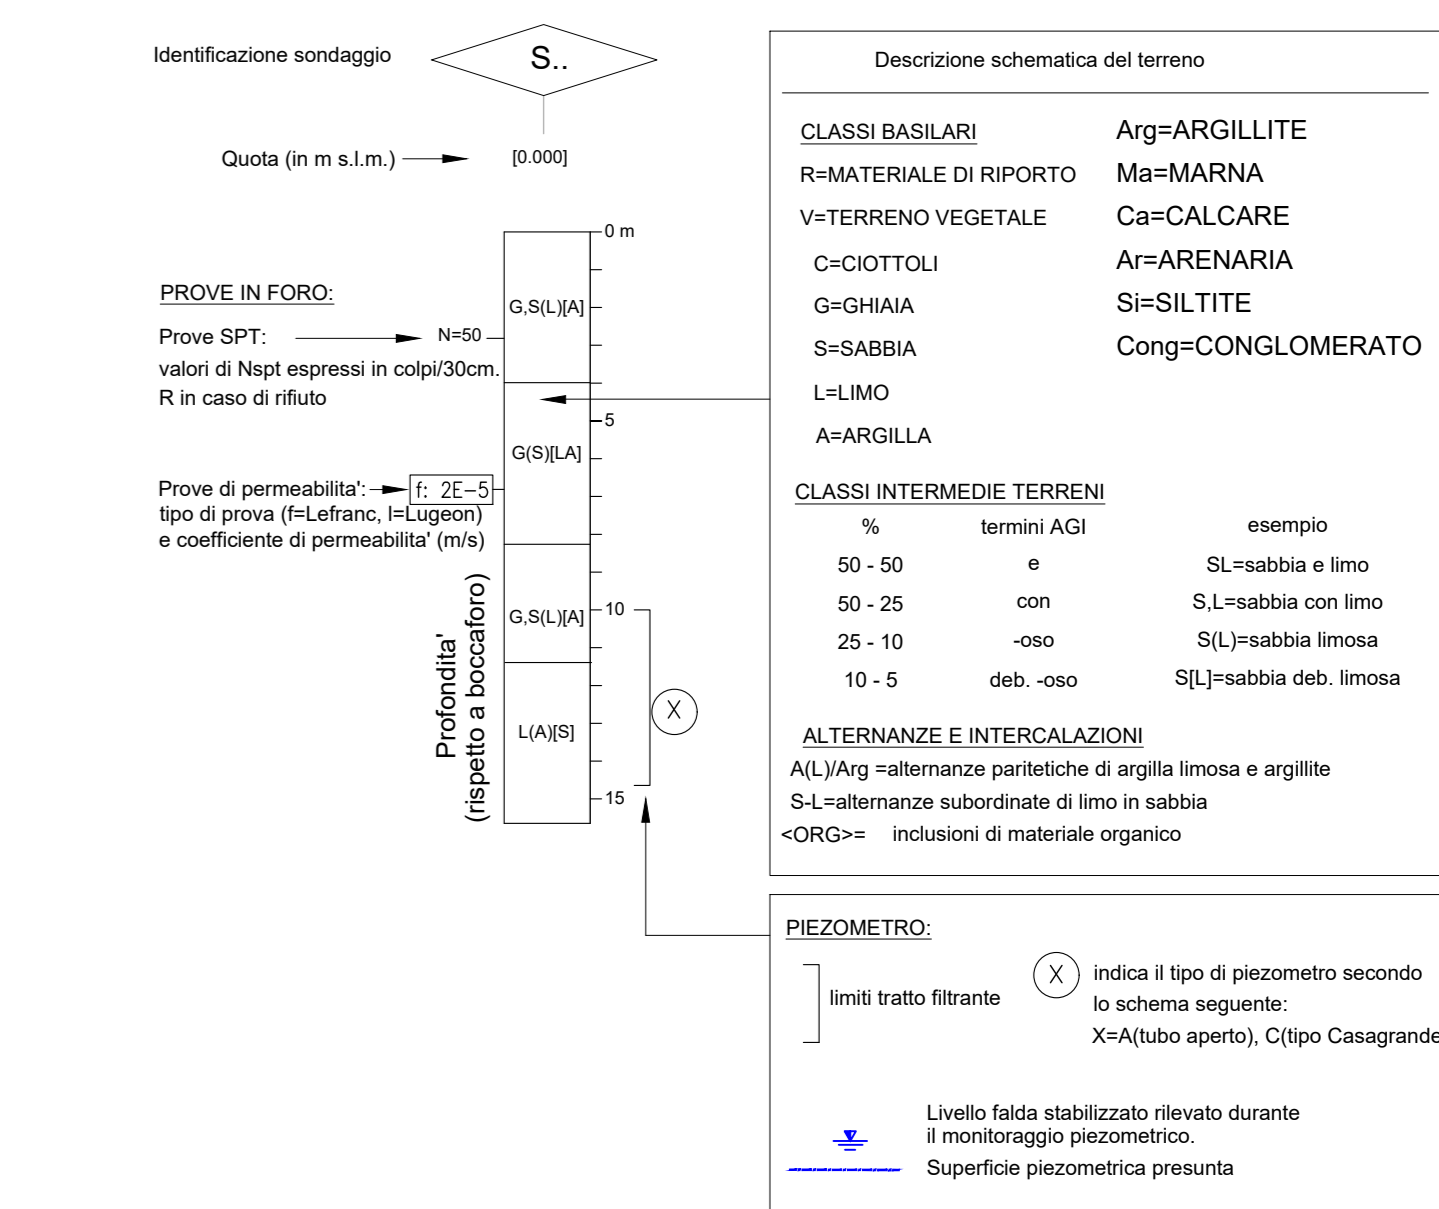 Identificazione sondaggio
S..
Quota (in m s.l.m.)
[0.000]
0 m
G,S(L)[A]
PROVE IN FORO:
Prove SPT:
N=50
valori di Nspt espressi in colpi/30cm.
R in caso di rifiuto
5
G(S)[LA]
Prove di permeabilita':
f: 2E-5
tipo di prova (f=Lefranc, l=Lugeon)
e coefficiente di permeabilita' (m/s)
Profondita'
(rispetto a boccaforo)
G,S(L)[A]
10
X
L(A)[S]
15
Descrizione schematica del terreno
CLASSI BASILARI
R=MATERIALE DI RIPORTO
V=TERRENO VEGETALE
C=CIOTTOLI
G=GHIAIA
S=SABBIA
L=LIMO
A=ARGILLA
Arg=ARGILLITE
Ma=MARNA
Ca=CALCARE
Ar=ARENARIA
Si=SILTITE
Cong=CONGLOMERATO
CLASSI INTERMEDIE TERRENI
% termini AGI esempio
50 - 50 e SL=sabbia e limo
50 - 25 con S,L=sabbia con limo
25 - 10 -oso S(L)=sabbia limosa
10 - 5 deb. -oso S[L]=sabbia deb. limosa
ALTERNANZE E INTERCALAZIONI
A(L)/Arg =alternanze paritetiche di argilla limosa e argillite
S-L=alternanze subordinate di limo in sabbia
<ORG>= inclusioni di materiale organico
PIEZOMETRO:
limiti tratto filtrante
X
indica il tipo di piezometro secondo
lo schema seguente:
X=A(tubo aperto), C(tipo Casagrande
Livello falda stabilizzato rilevato durante
il monitoraggio piezometrico.
Superficie piezometrica presunta